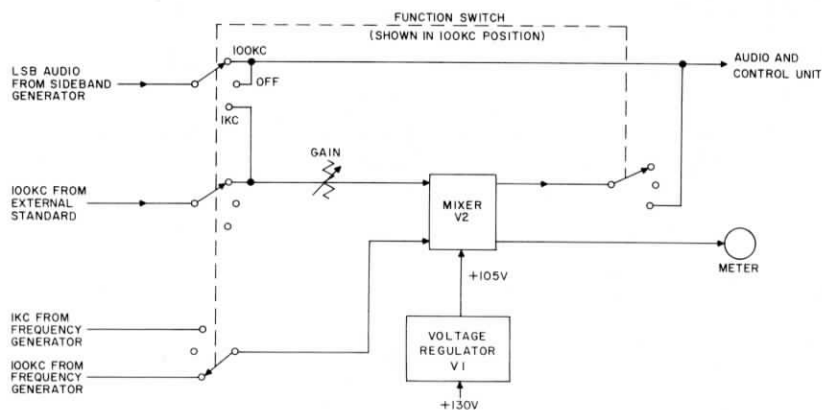 FUNCTION SWITCH
(SHOWN IN 100KC POSITION)
100KC
OFF
1KC
LSB AUDIO
FROM SIDEBAND
GENERATOR
AUDIO AND
CONTROL UNIT
GAIN
100KC FROM
EXTERNAL
STANDARD
MIXER
V2
METER
+105V
1KC FROM
FREQUENCY
GENERATOR
100KC FROM
FREQUENCY
GENERATOR
VOLTAGE
REGULATOR
V1
+130V